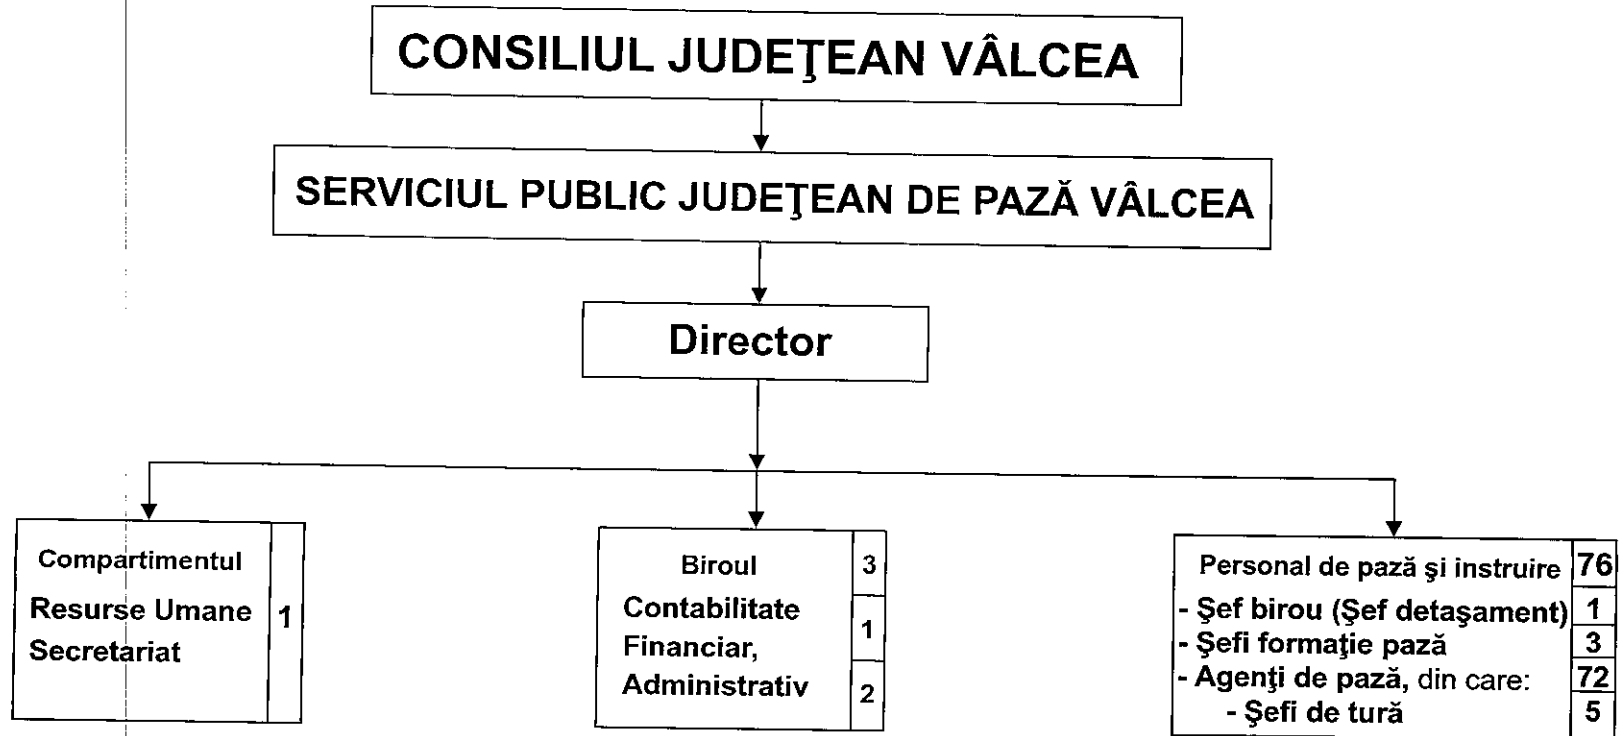 CONSILIUL JUDEŢEAN VÂLCEA
SERVICIUL PUBLIC JUDEŢEAN DE PAZĂ VÂLCEA
Director
Compartimentul
Resurse Umane
Secretariat
1
Biroul
Contabilitate
Financiar,
Administrativ
3
1
2
Personal de pază şi instruire 76
- Şef birou (Şef detaşament) 1
- Şefi formaţie pază 3
- Agenţi de pază, din care: 72
- Şefi de tură 5